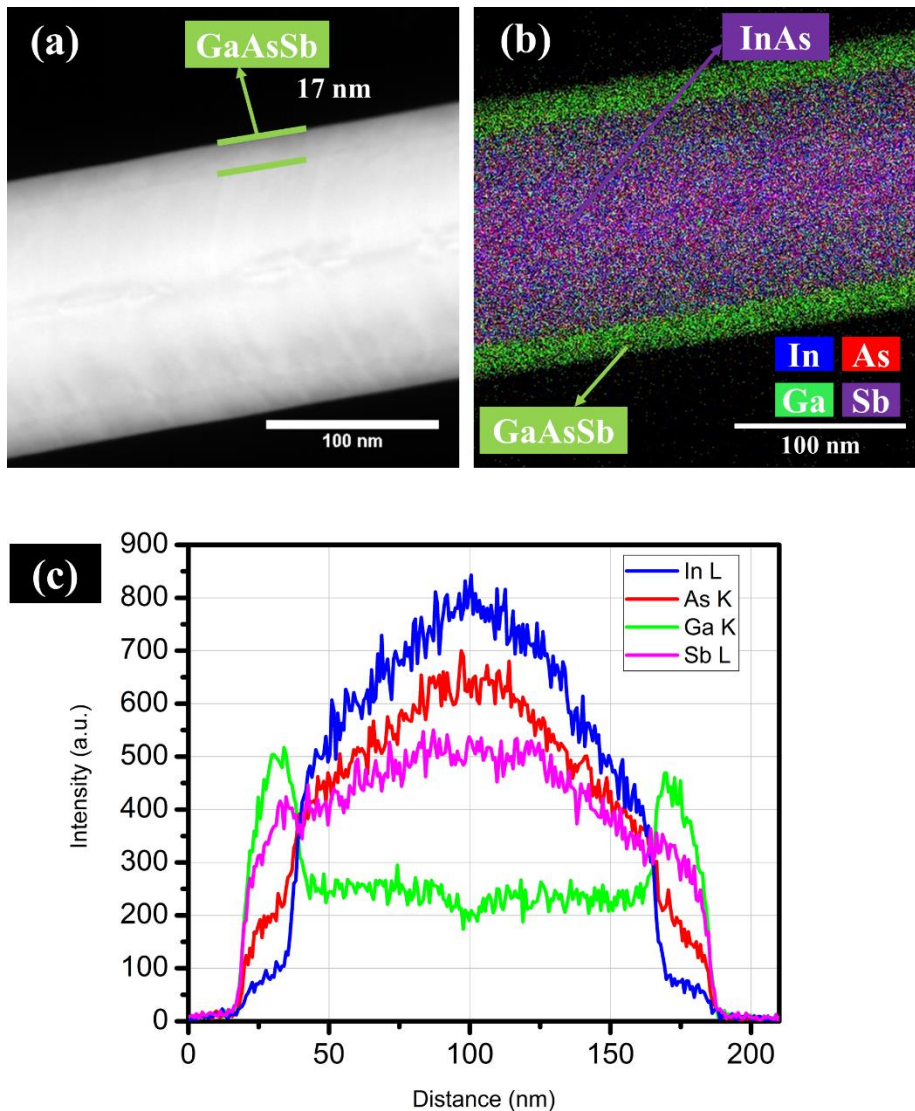 (a)
GaAsSb
17 nm
100 nm
(b)
InAs
In As
Ga Sb
GaAsSb
100 nm
(c)
900
800
700
600
500
400
300
200
100
0
Intensity (a.u.)
In L
As K
Ga K
Sb L
0 50 100 150 200
Distance (nm)